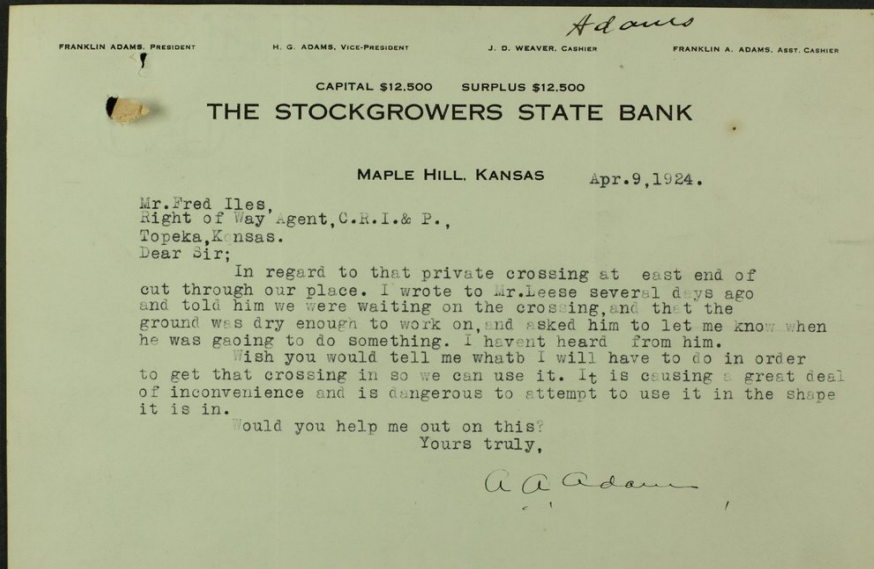 Adams
FRANKLIN ADAMS, PRESIDENT H. G. ADAMS, VICE-PRESIDENT J. D. WEAVER, CASHIER FRANKLIN A. ADAMS, ASST. CASHIER
CAPITAL $12,500 SURPLUS $12,500
THE STOCKGROWERS STATE BANK
MAPLE HILL, KANSAS Apr.9,1924.
Mr.Fred Iles,
Right of Way Agent,C.R.I.& P.,
Topeka,Kansas.
Dear Sir;
In regard to that private crossing at east end of
cut through our place. I wrote to Mr.Leese several days ago
and told him we were waiting on the crossing,and that the
ground was dry enough to work on,and asked him to let me know when
he was gaoing to do something. I havent heard from him.
Wish you would tell me whatb I will have to do in order
to get that crossing in so we can use it. It is causing a great deal
of inconvenience and is dangerous to attempt to use it in the shape
it is in.
Would you help me out on this?
Yours truly,
A A Adams